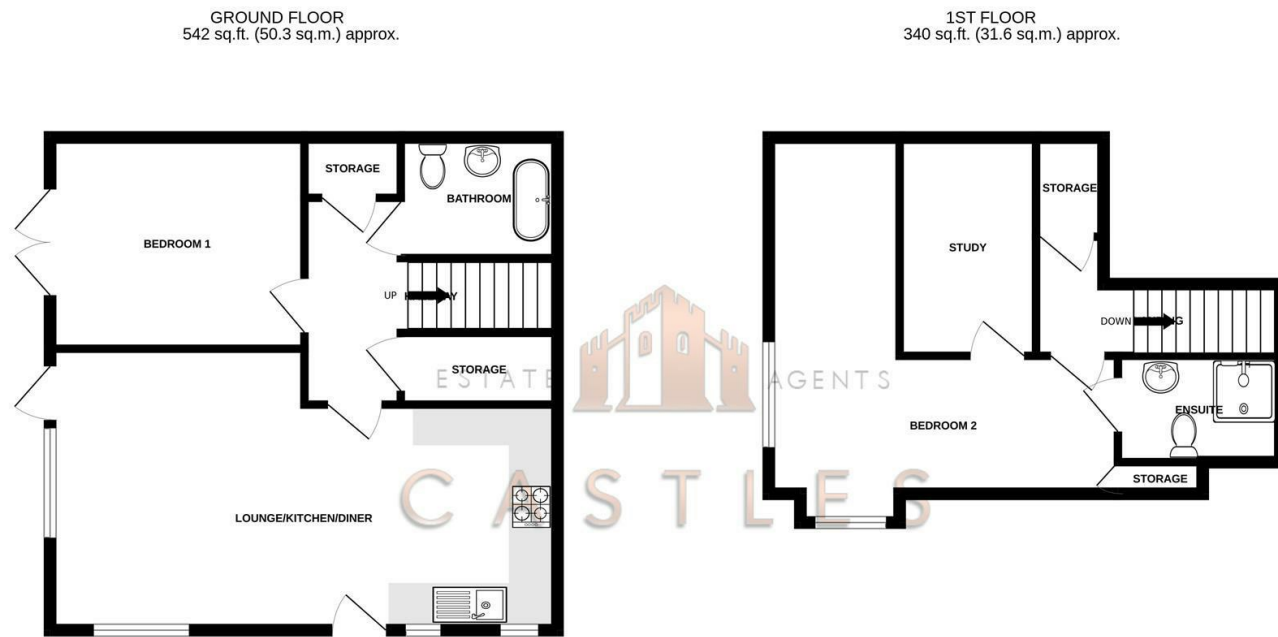 GROUND FLOOR
542 sq.ft. (50.3 sq.m.) approx.
1ST FLOOR
340 sq.ft. (31.6 sq.m.) approx.
STORAGE
BATHROOM
BEDROOM 1
UP
STORAGE
LOUNGE/KITCHEN/DINER
STORAGE
STUDY
DOWN
ENSUITE
BEDROOM 2
STORAGE
ESTATE AGENTS
CASTLES